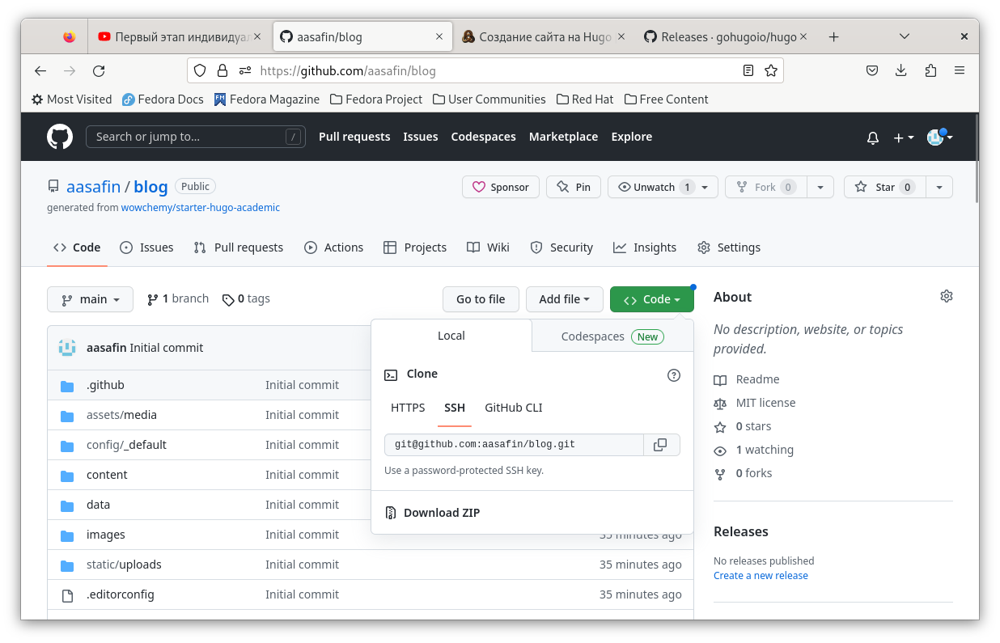 Первый этап индивидуа
aasafin/blog
Создание сайта на Hugo
Releases · gohugoio/hugo
https://github.com/aasafin/blog
Most Visited
Fedora Docs
Fedora Magazine
Fedora Project
User Communities
Red Hat
Free Content
Search or jump to...
/
Pull requests
Issues
Codespaces
Marketplace
Explore
aasafin / blog
Public
Sponsor
Pin
Unwatch 1
Fork 0
Star 0
generated from wowchemy/starter-hugo-academic
Code
Issues
Pull requests
Actions
Projects
Wiki
Security
Insights
Settings
main
1 branch
0 tags
Go to file
Add file
Code
aasafin Initial commit
.github Initial commit
assets/media Initial commit
config/_default Initial commit
content Initial commit
data Initial commit
images Initial commit 35 minutes ago
static/uploads Initial commit 35 minutes ago
.editorconfig Initial commit 35 minutes ago
Local
Codespaces New
Clone
HTTPS
SSH
GitHub CLI
git@github.com:aasafin/blog.git
Use a password-protected SSH key.
Download ZIP
About
No description, website, or topics
provided.
Readme
MIT license
0 stars
1 watching
0 forks
Releases
No releases published
Create a new release